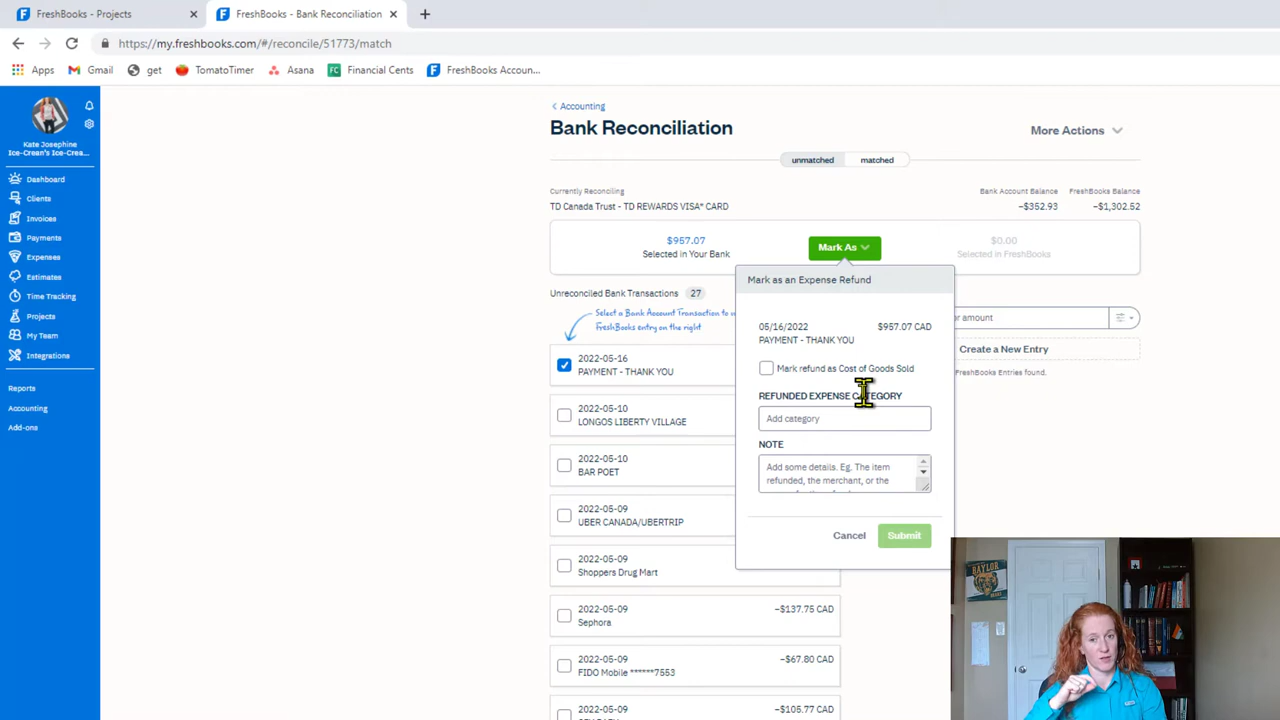 FreshBooks - Projects
FreshBooks - Bank Reconciliation
https://my.freshbooks.com/#/reconcile/51773/match
Apps
Gmail
get
TomatoTimer
Asana
Financial Cents
FreshBooks Accoun...
Kate Josephine
Ice-Crean's Ice-Crea...
Dashboard
Clients
Invoices
Payments
Expenses
Estimates
Time Tracking
Projects
My Team
Integrations
Reports
Accounting
Add-ons
Accounting
Bank Reconciliation
More Actions
unmatched matched
Currently Reconciling
TD Canada Trust - TD REWARDS VISA* CARD
Bank Account Balance
-$352.93
FreshBooks Balance
-$1,302.52
$957.07
Selected in Your Bank
Mark As
$0.00
Selected in FreshBooks
Unreconciled Bank Transactions 27
Select a Bank Account Transaction to
FreshBooks entry on the right
2022-05-16
PAYMENT - THANK YOU
2022-05-10
LONGOS LIBERTY VILLAGE
2022-05-10
BAR POET
2022-05-09
UBER CANADA/UBERTRIP
2022-05-09
Shoppers Drug Mart
2022-05-09 -$137.75 CAD
Sephora
2022-05-09 -$67.80 CAD
FIDO Mobile ******7553
2022-05-09 -$105.77 CAD
Mark as an Expense Refund
05/16/2022 $957.07 CAD
PAYMENT - THANK YOU
Mark refund as Cost of Goods Sold
REFUNDED EXPENSE CATEGORY
Add category
NOTE
Add some details. Eg. The item
refunded, the merchant, or the
Cancel Submit
or amount
Create a New Entry
FreshBooks Entries found.
BAYLOR